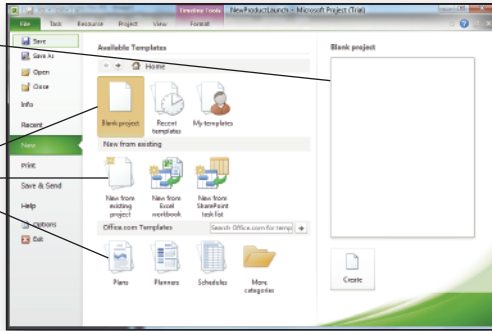 Timeline Tools
NewProductLaunch - Microsoft Project (Trial)
File Task Resource Project View Format
Save
Save As
Open
Close
Info
Recent
New
Print
Save & Send
Help
Options
Exit
Available Templates
Home
Blank project
Recent templates
My templates
New from existing
New from existing project
New from Excel workbook
New from SharePoint task list
Office.com Templates
Search Office.com for temp
Plans
Planners
Schedules
More categories
Blank project
Create